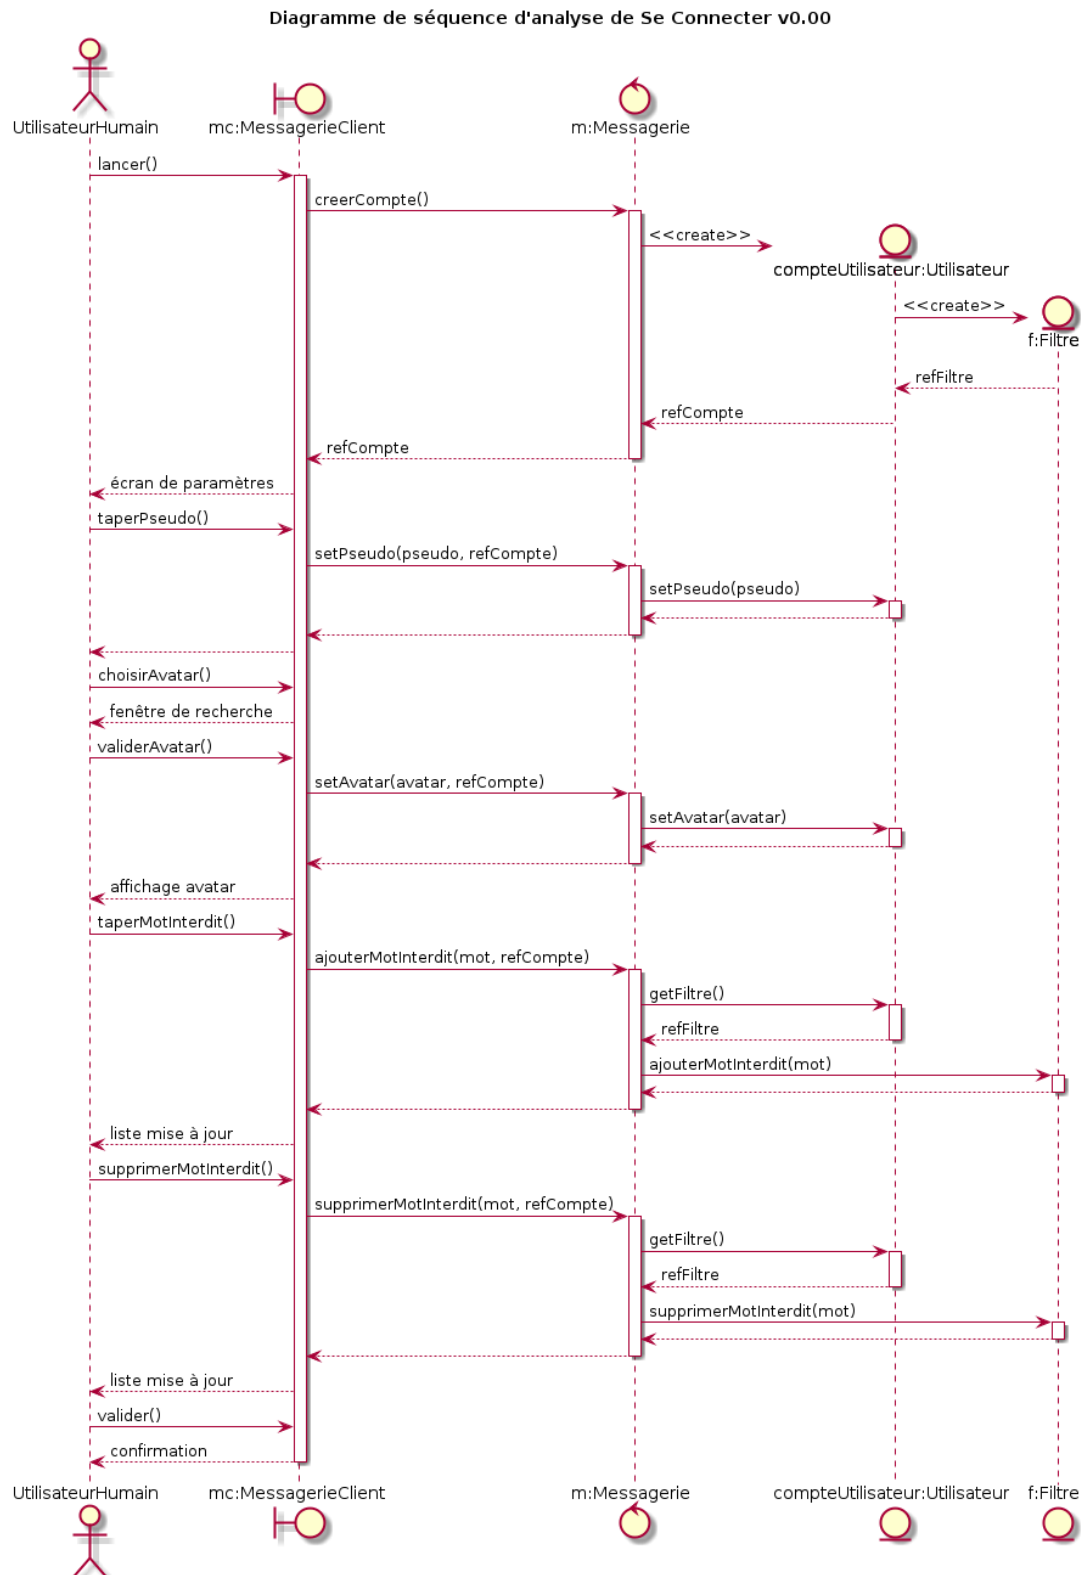 Diagramme de séquence d'analyse de Se Connecter v0.00
UtilisateurHumain
mc:MessagerieClient
m:Messagerie
lancer()
creerCompte()
<<create>>
compteUtilisateur:Utilisateur
<<create>>
f:Filtre
refFiltre
refCompte
refCompte
écran de paramètres
taperPseudo()
setPseudo(pseudo, refCompte)
setPseudo(pseudo)
choisirAvatar()
fenêtre de recherche
validerAvatar()
setAvatar(avatar, refCompte)
setAvatar(avatar)
affichage avatar
taperMotInterdit()
ajouterMotInterdit(mot, refCompte)
getFiltre()
refFiltre
ajouterMotInterdit(mot)
liste mise à jour
supprimerMotInterdit()
supprimerMotInterdit(mot, refCompte)
getFiltre()
refFiltre
supprimerMotInterdit(mot)
liste mise à jour
valider()
confirmation
UtilisateurHumain
mc:MessagerieClient
m:Messagerie
compteUtilisateur:Utilisateur
f:Filtre